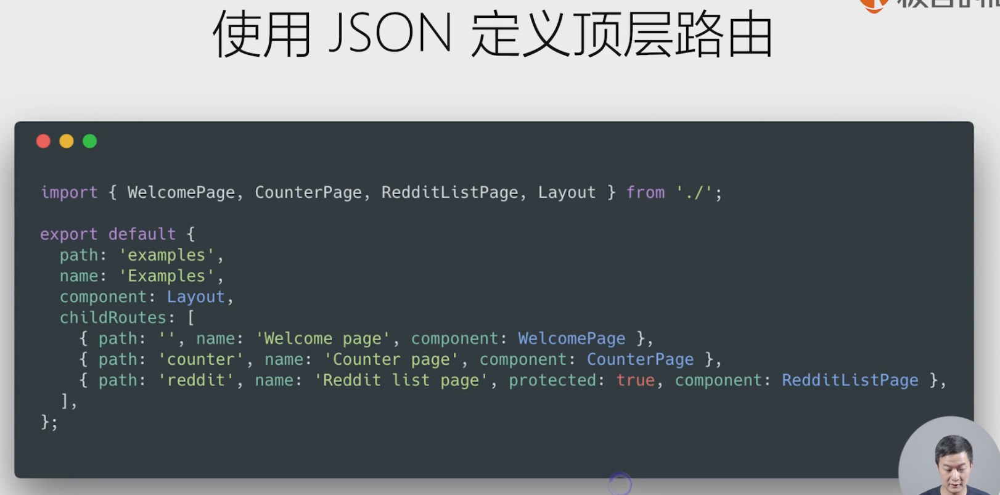 使用 JSON 定义顶层路由
import { WelcomePage, CounterPage, RedditListPage, Layout } from './';
export default {
path: 'examples',
name: 'Examples',
component: Layout,
childRoutes: [
{ path: '', name: 'Welcome page', component: WelcomePage },
{ path: 'counter', name: 'Counter page', component: CounterPage },
{ path: 'reddit', name: 'Reddit list page', protected: true, component: RedditListPage },
],
};